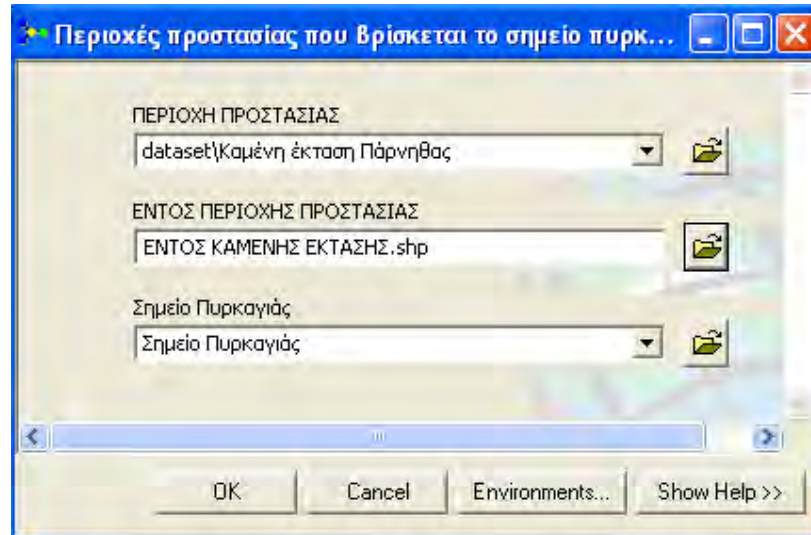 Περιοχές προστασίας που βρίσκεται το σημείο πυρκ...
ΠΕΡΙΟΧΗ ΠΡΟΣΤΑΣΙΑΣ
dataset\Καμένη έκταση Πάρνηθας
ΕΝΤΟΣ ΠΕΡΙΟΧΗΣ ΠΡΟΣΤΑΣΙΑΣ
ΕΝΤΟΣ ΚΑΜΕΝΗΣ ΕΚΤΑΣΗΣ.shp
Σημείο Πυρκαγιάς
Σημείο Πυρκαγιάς
OK Cancel Environments... Show Help >>